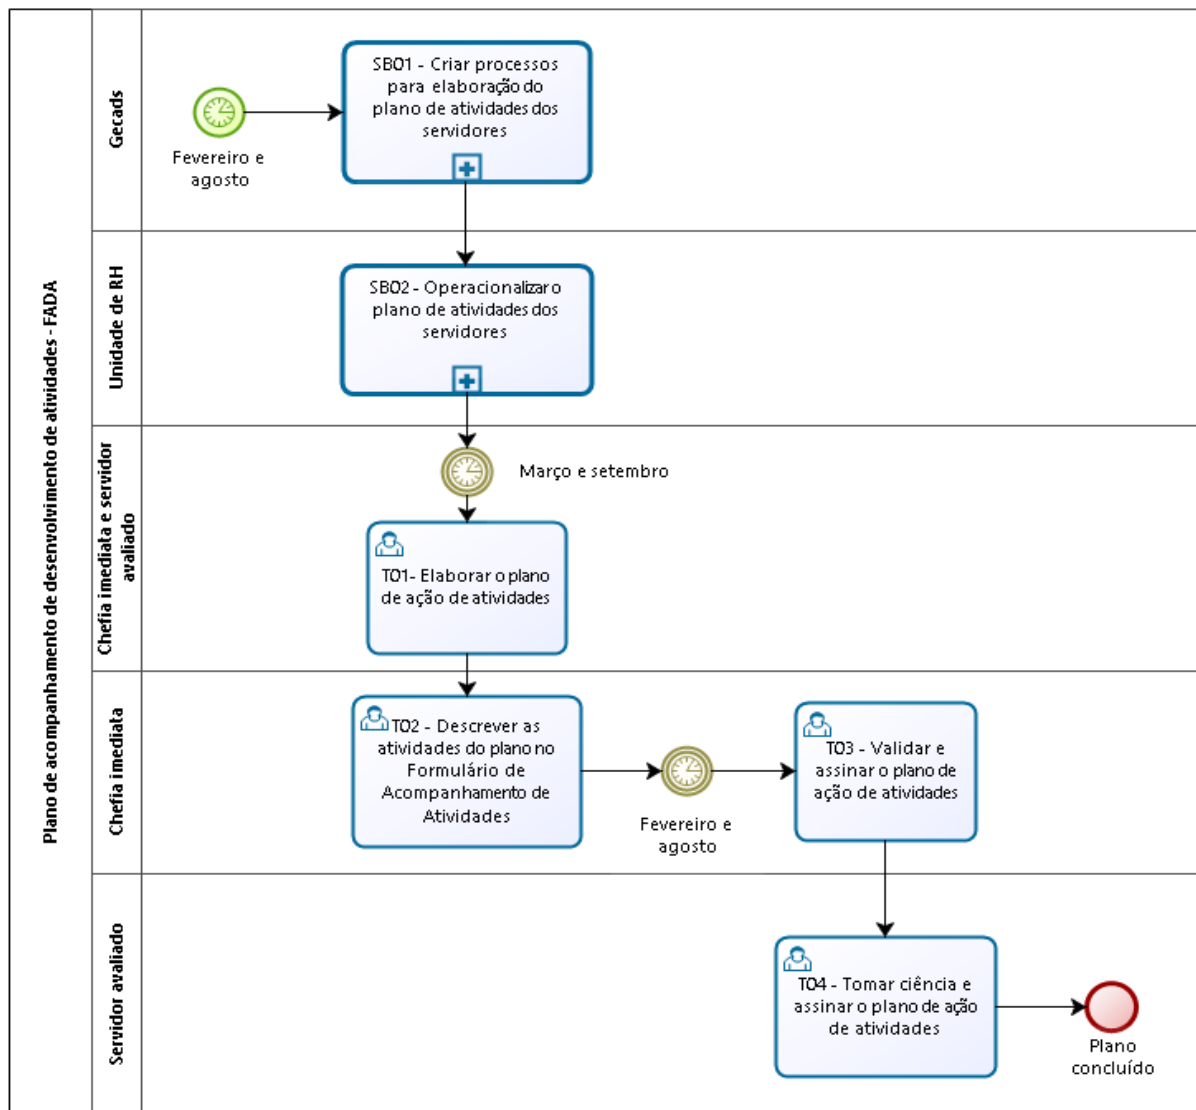 Plano de acompanhamento de desenvolvimento de atividades - FADA
Gecads
Fevereiro e
agosto
SB01 - Criar processos
para elaboração do
plano de atividades dos
servidores
Unidade de RH
SB02 - Operacionalizar o
plano de atividades dos
servidores
Chefia imediata e servidor
avaliado
Março e setembro
T01- Elaborar o plano
de ação de atividades
Chefia imediata
T02 - Descrever as
atividades do plano no
Formulário de
Acompanhamento de
Atividades
Fevereiro e
agosto
T03 - Validar e
assinar o plano de
ação de atividades
Servidor avaliado
T04 - Tomar ciência e
assinar o plano de ação
de atividades
Plano
concluído